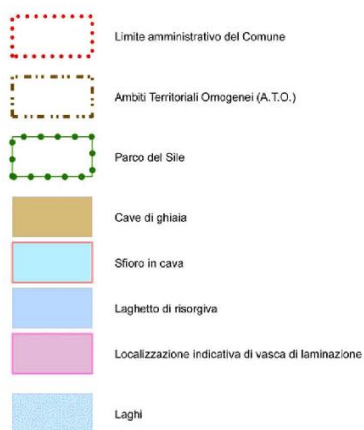 Limite amministrativo del Comune
Ambiti Territoriali Omogenei (A.T.O.)
Parco del Sile
Cave di ghiaia
Sfioro in cava
Laghetto di risorgiva
Localizzazione indicativa di vasca di laminazione
Laghi